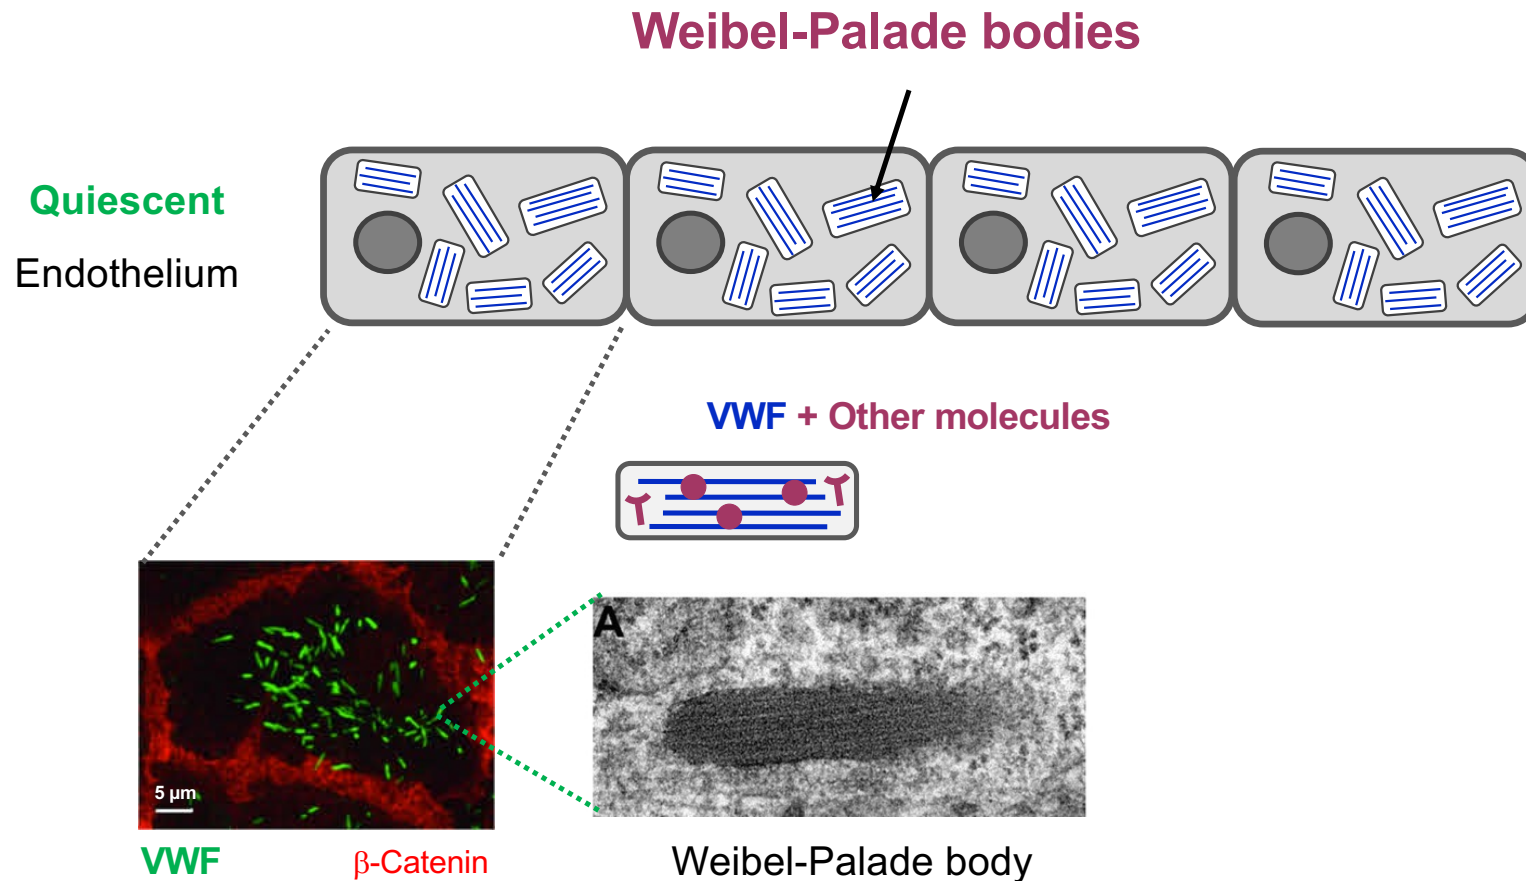 Weibel-Palade bodies
Quiescent
Endothelium
VWF + Other molecules
A
5 µm
VWF
β-Catenin
Weibel-Palade body